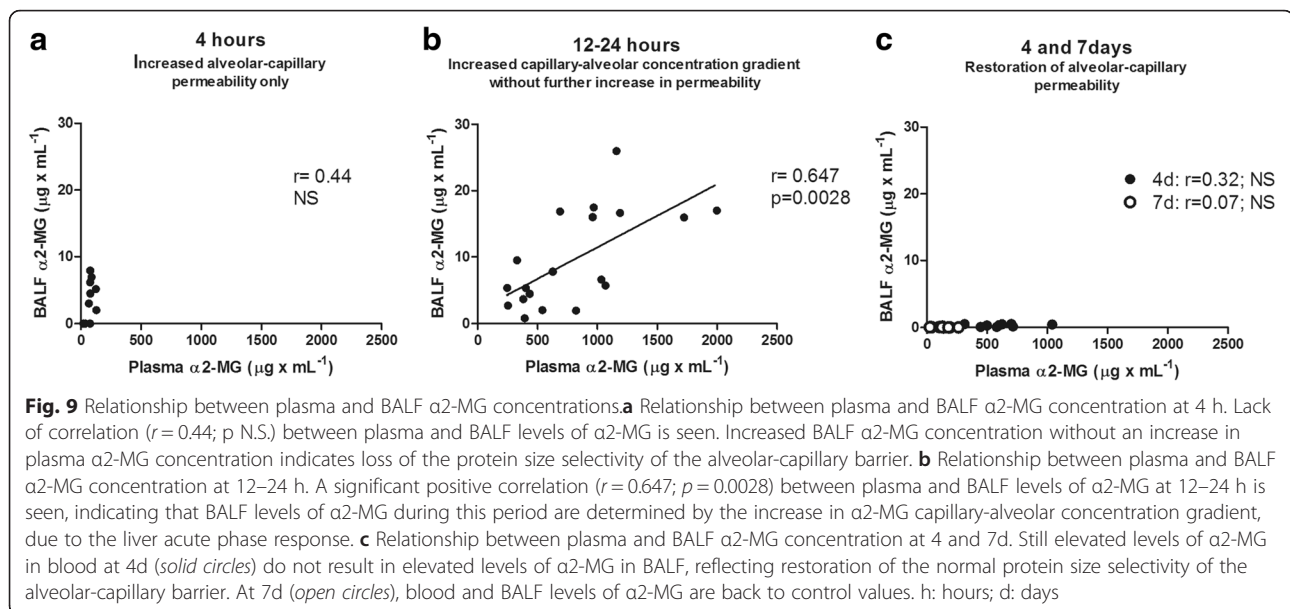 a
4 hours
Increased alveolar-capillary
permeability only
BALF α2-MG (µg x mL⁻¹)
30
20
10
0
r= 0.44
NS
0 500 1000 1500 2000 2500
Plasma α2-MG (µg x mL⁻¹)
b
12-24 hours
Increased capillary-alveolar concentration gradient
without further increase in permeability
BALF α2-MG (µg x mL⁻¹)
30
20
10
0
r= 0.647
p=0.0028
0 500 1000 1500 2000 2500
Plasma α2-MG (µg x mL⁻¹)
c
4 and 7days
Restoration of alveolar-capillary
permeability
BALF α2-MG (µg x mL⁻¹)
30
20
10
0
4d: r=0.32; NS
7d: r=0.07; NS
0 500 1000 1500 2000 2500
Plasma α2-MG (µg x mL⁻¹)
Fig. 9 Relationship between plasma and BALF α2-MG concentrations.a Relationship between plasma and BALF α2-MG concentration at 4 h. Lack
of correlation (r = 0.44; p N.S.) between plasma and BALF levels of α2-MG is seen. Increased BALF α2-MG concentration without an increase in
plasma α2-MG concentration indicates loss of the protein size selectivity of the alveolar-capillary barrier. b Relationship between plasma and BALF
α2-MG concentration at 12–24 h. A significant positive correlation (r = 0.647; p = 0.0028) between plasma and BALF levels of α2-MG at 12–24 h is
seen, indicating that BALF levels of α2-MG during this period are determined by the increase in α2-MG capillary-alveolar concentration gradient,
due to the liver acute phase response. c Relationship between plasma and BALF α2-MG concentration at 4 and 7d. Still elevated levels of α2-MG
in blood at 4d (solid circles) do not result in elevated levels of α2-MG in BALF, reflecting restoration of the normal protein size selectivity of the
alveolar-capillary barrier. At 7d (open circles), blood and BALF levels of α2-MG are back to control values. h: hours; d: days